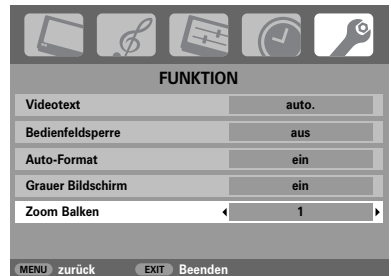 FUNKTION
Videotext auto.
Bedienfeldsperre aus
Auto-Format ein
Grauer Bildschirm ein
Zoom Balken 1
MENU zurück EXIT Beenden